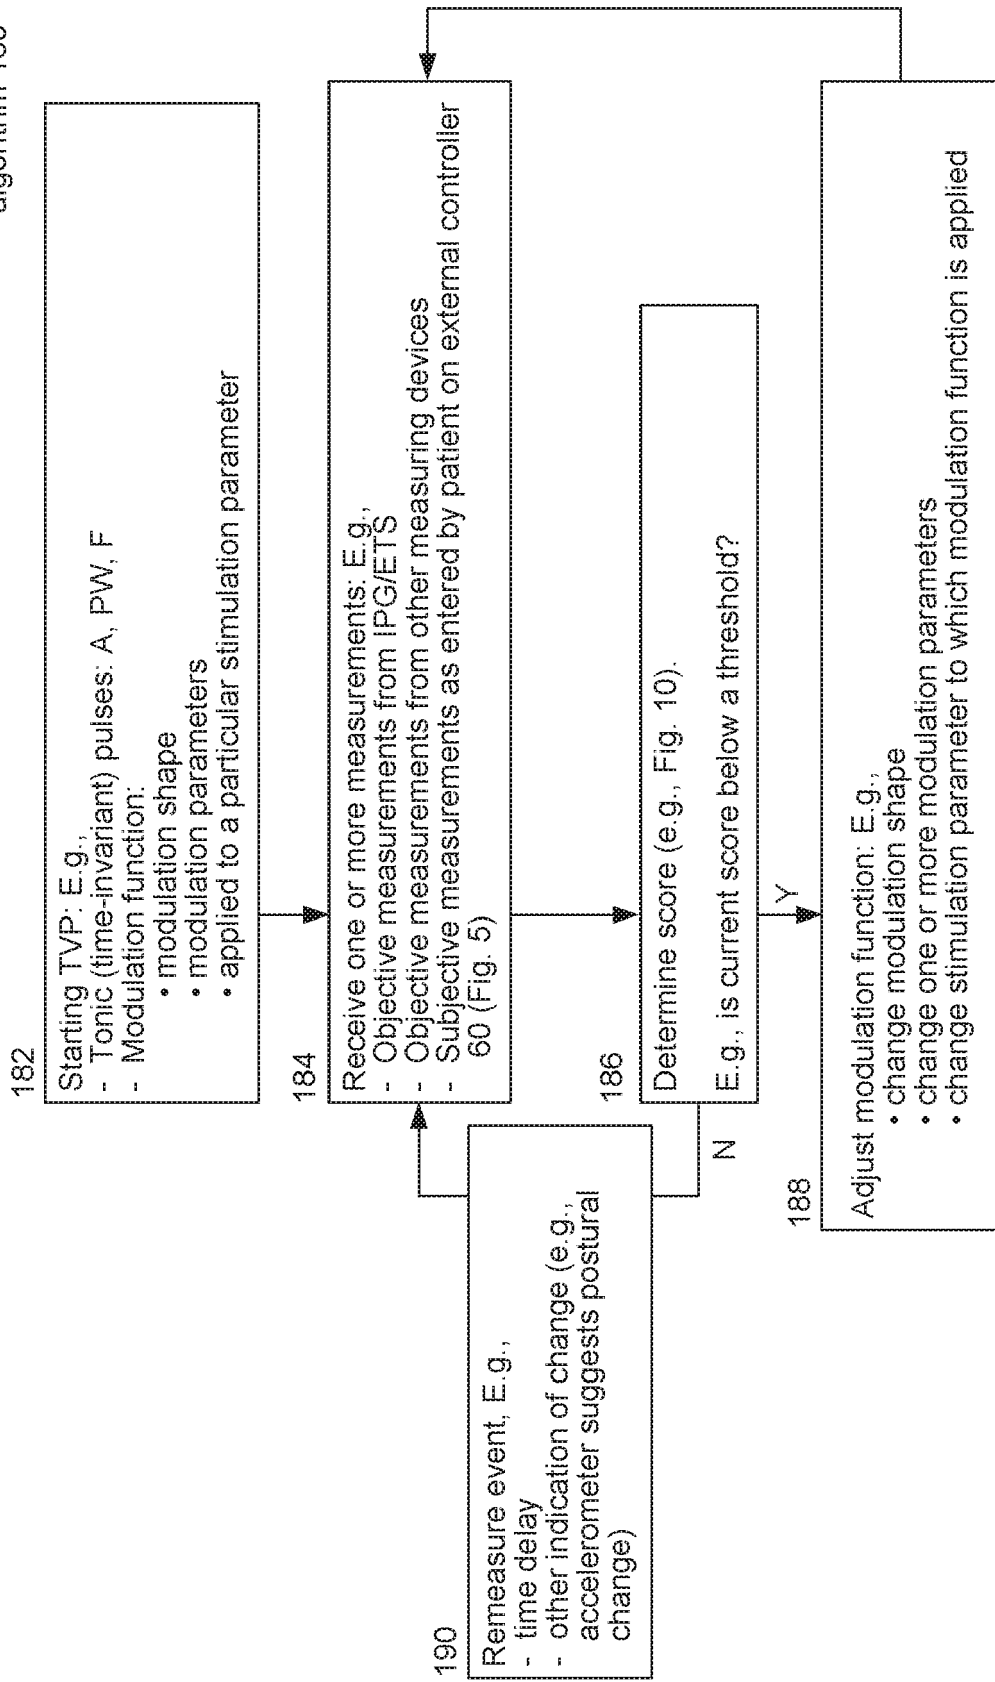 182
Starting TVP: E.g.,
- Tonic (time-invariant) pulses: A, PW, F
- Modulation function:
• modulation shape
• modulation parameters
• applied to a particular stimulation parameter
184
Receive one or more measurements: E.g.,
- Objective measurements from IPG/ETS
- Objective measurements from other measuring devices
- Subjective measurements as entered by patient on external controller
60 (Fig. 5)
190
Remeasure event, E.g.,
- time delay
- other indication of change (e.g.,
accelerometer suggests postural
change)
186
Determine score (e.g., Fig. 10).
E.g., is current score below a threshold?
N
Y
188
Adjust modulation function: E.g.,
• change modulation shape
• change one or more modulation parameters
• change stimulation parameter to which modulation function is applied